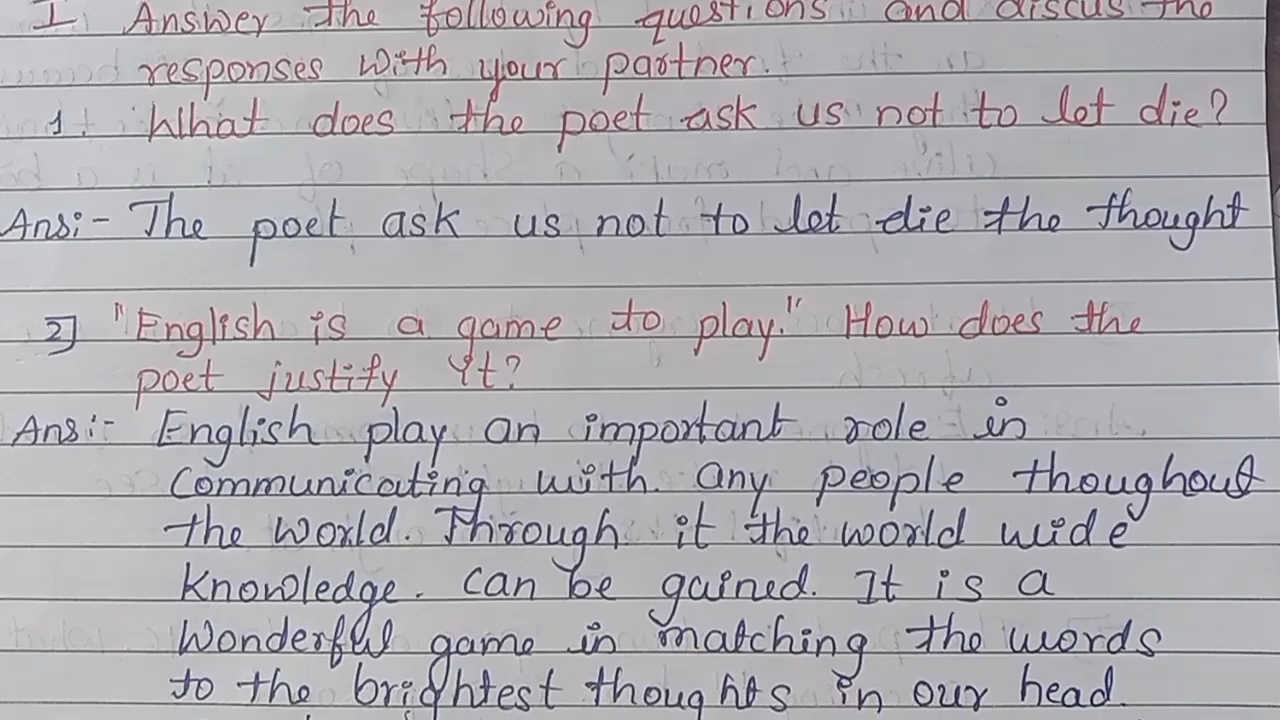 I Answer the following questions and discus the
responses with your partner.
1. What does the poet ask us not to let die?
Ans:- The poet ask us not to let die the thought
2] "English is a game to play." How does the
poet justify it?
Ans:- English play an important role in
Communicating with any people thoughout
the world. Through it the world wide
knowledge. can be gained. It is a
Wonderful game in matching the words
to the brightest thoughts in our head.